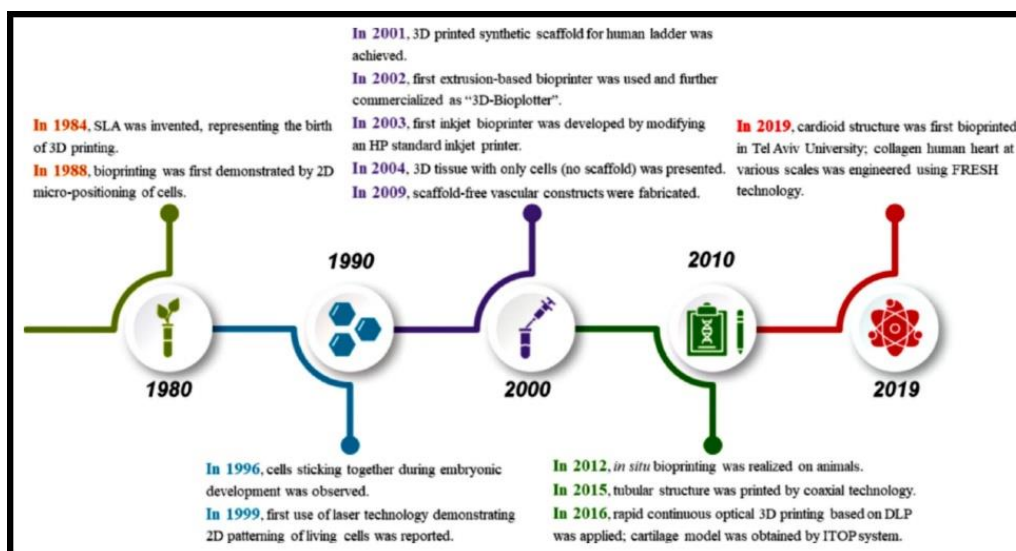 In 2001, 3D printed synthetic scaffold for human ladder was
achieved.
In 2002, first extrusion-based bioprinter was used and further
commercialized as “3D-Bioplotter”.
In 2003, first inkjet bioprinter was developed by modifying
an HP standard inkjet printer.
In 2004, 3D tissue with only cells (no scaffold) was presented.
In 2009, scaffold-free vascular constructs were fabricated.
In 1984, SLA was invented, representing the birth
of 3D printing.
In 1988, bioprinting was first demonstrated by 2D
micro-positioning of cells.
In 2019, cardioid structure was first bioprinted
in Tel Aviv University; collagen human heart at
various scales was engineered using FRESH
technology.
1990
2010
1980
2000
2019
In 1996, cells sticking together during embryonic
development was observed.
In 1999, first use of laser technology demonstrating
2D patterning of living cells was reported.
In 2012, in situ bioprinting was realized on animals.
In 2015, tubular structure was printed by coaxial technology.
In 2016, rapid continuous optical 3D printing based on DLP
was applied; cartilage model was obtained by ITOP system.